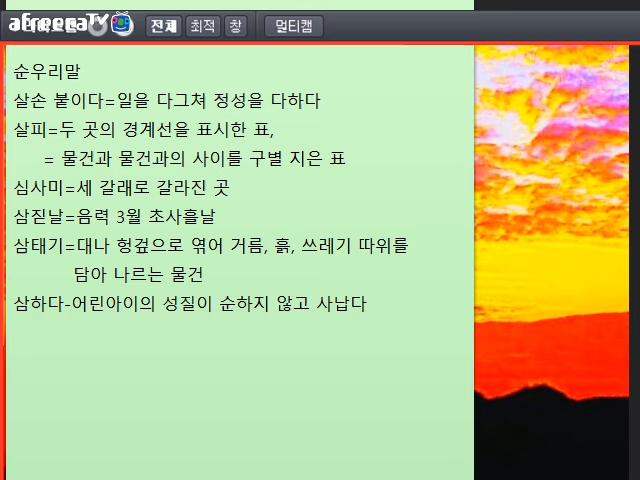 afreecaTV
전체 최적 창 멀티캠
순우리말
살손 붙이다=일을 다그쳐 정성을 다하다
살피=두 곳의 경계선을 표시한 표,
= 물건과 물건과의 사이를 구별 지은 표
심사미=세 갈래로 갈라진 곳
삼짇날=음력 3월 초사흘날
삼태기=대나 헝겊으로 엮어 거름, 흙, 쓰레기 따위를
담아 나르는 물건
삼하다-어린아이의 성질이 순하지 않고 사납다